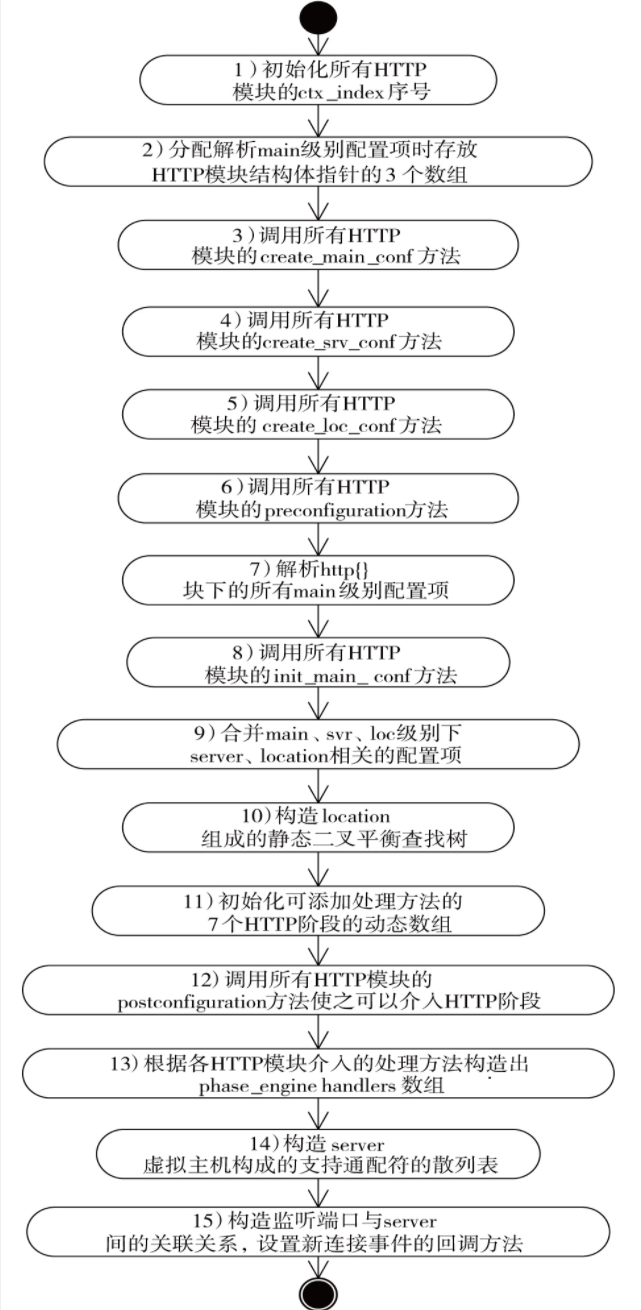 1)初始化所有HTTP
模块的ctx_index序号
2)分配解析main级别配置项时存放
HTTP模块结构体指针的3个数组
3)调用所有HTTP
模块的create_main_conf方法
4)调用所有HTTP
模块的create_srv_conf方法
5)调用所有HTTP
模块的 create_loc_conf方法
6)调用所有HTTP
模块的preconfiguration方法
7)解析http{}
块下的所有main级别配置项
8)调用所有HTTP
模块的init_main_ conf方法
9)合并main、svr、loc级别下
server、location相关的配置项
10)构造location
组成的静态二叉平衡查找树
11)初始化可添加处理方法的
7个HTTP阶段的动态数组
12)调用所有HTTP模块的
postconfiguration方法使之可以介入HTTP阶段
13)根据各HTTP模块介入的处理方法构造出
phase_engine handlers 数组
14)构造 server
虚拟主机构成的支持通配符的散列表
15)构造监听端口与server
间的关联关系, 设置新连接事件的回调方法